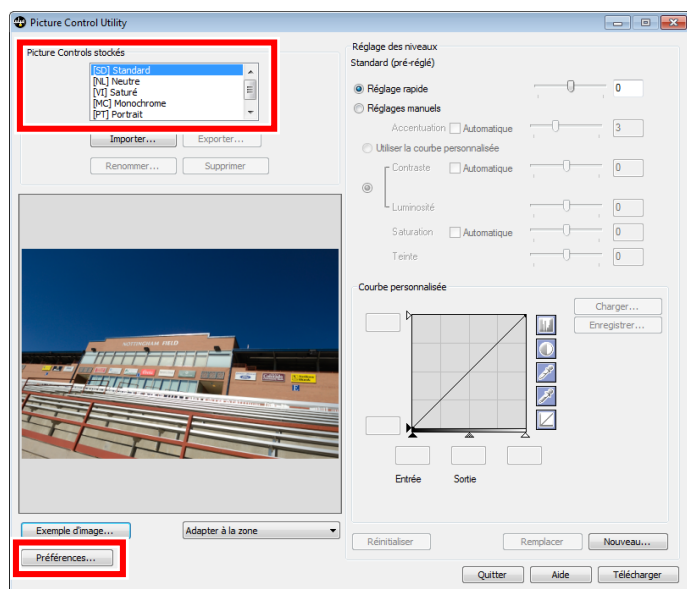 Picture Control Utility
Picture Controls stockés
[SD] Standard
[NL] Neutre
[VI] Saturé
[MC] Monochrome
[PT] Portrait
Importer...
Exporter...
Renommer...
Supprimer
NOTTINGHAM FIELD
Exemple d'image...
Adapter à la zone
Préférences...
Réglage des niveaux
Standard (pré-réglé)
Réglage rapide
0
Réglages manuels
Accentuation
Automatique
3
Utiliser la courbe personnalisée
Contraste
Automatique
0
Luminosité
0
Saturation
Automatique
0
Teinte
0
Courbe personnalisée
Charger...
Enregistrer...
Entrée
Sortie
Réinitialiser
Remplacer
Nouveau...
Quitter
Aide
Télécharger